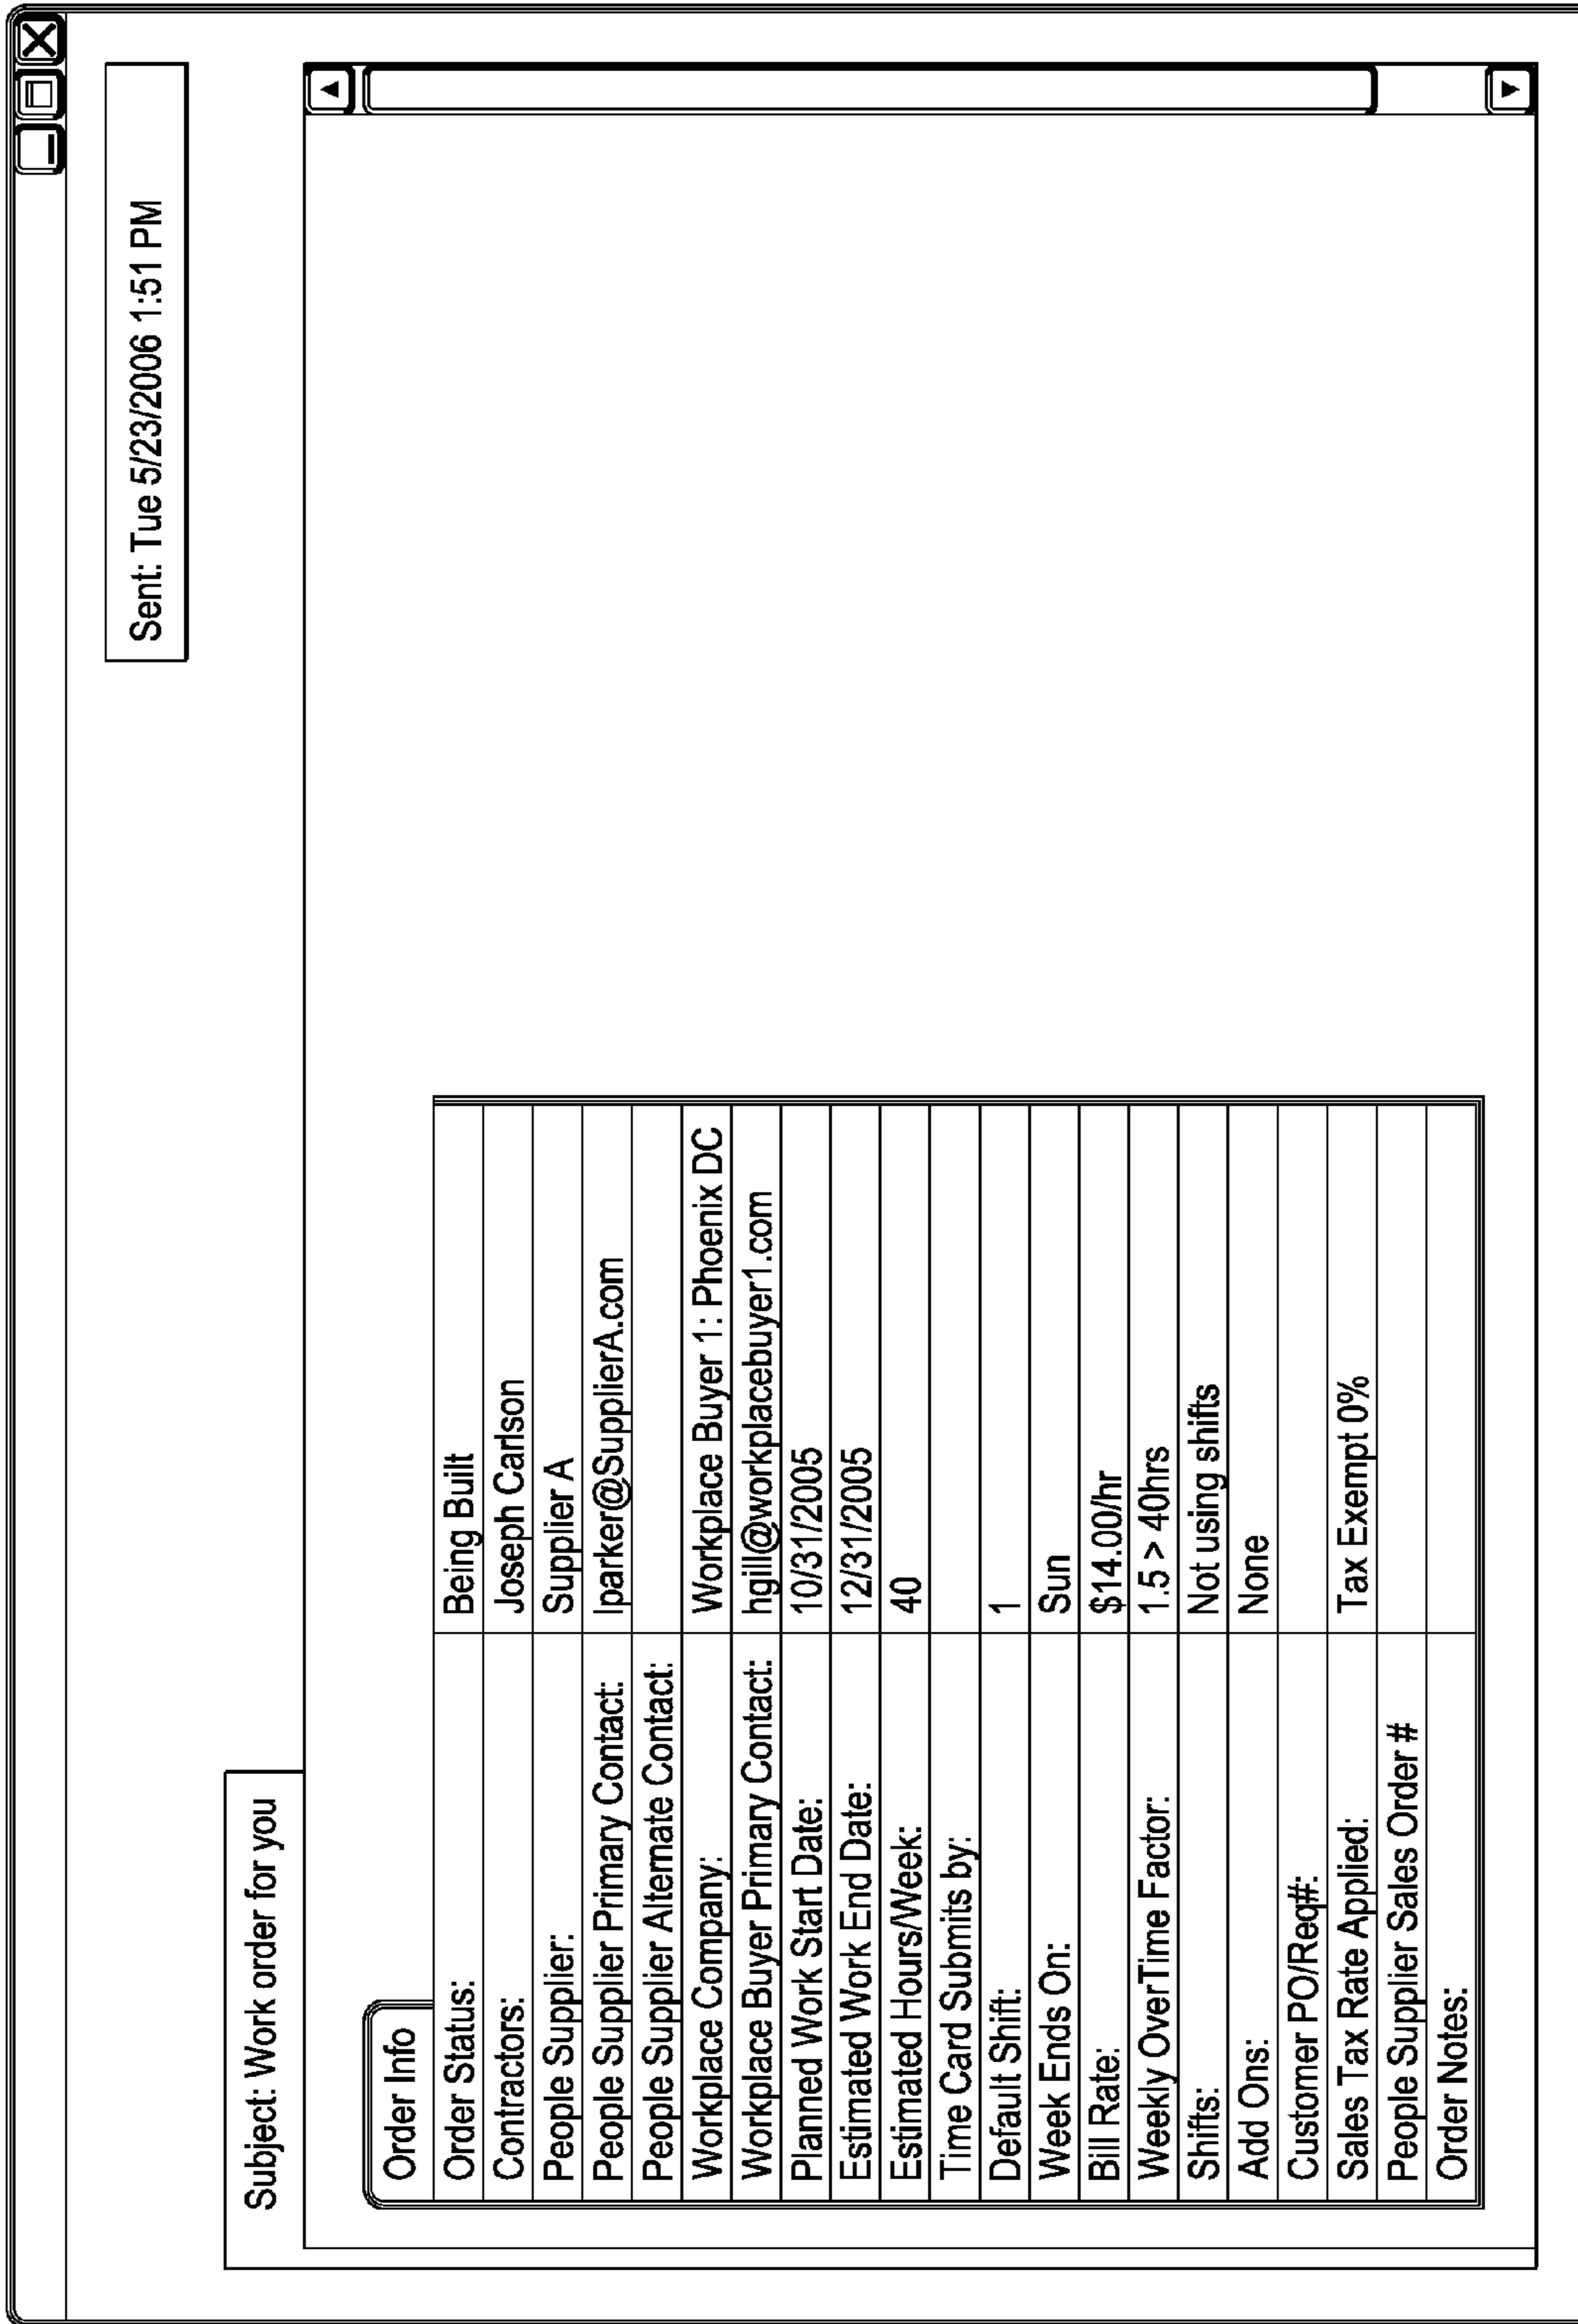 Sent: Tue 5/23/2006 1:51 PM
Subject: Work order for you
Order Info
Order Status: Being Built
Contractors: Joseph Carlson
People Supplier: Supplier A
People Supplier Primary Contact: lparker@SupplierA.com
People Supplier Alternate Contact:
Workplace Company: Workplace Buyer 1: Phoenix DC
Workplace Buyer Primary Contact: hgill@workplacebuyer1.com
Planned Work Start Date: 10/31/2005
Estimated Work End Date: 12/31/2005
Estimated Hours/Week: 40
Time Card Submits by:
Default Shift: 1
Week Ends On: Sun
Bill Rate: $14.00/hr
Weekly OverTime Factor: 1.5 > 40hrs
Shifts: Not using shifts
Add Ons: None
Customer PO/Req#:
Sales Tax Rate Applied: Tax Exempt 0%
People Supplier Sales Order #
Order Notes: